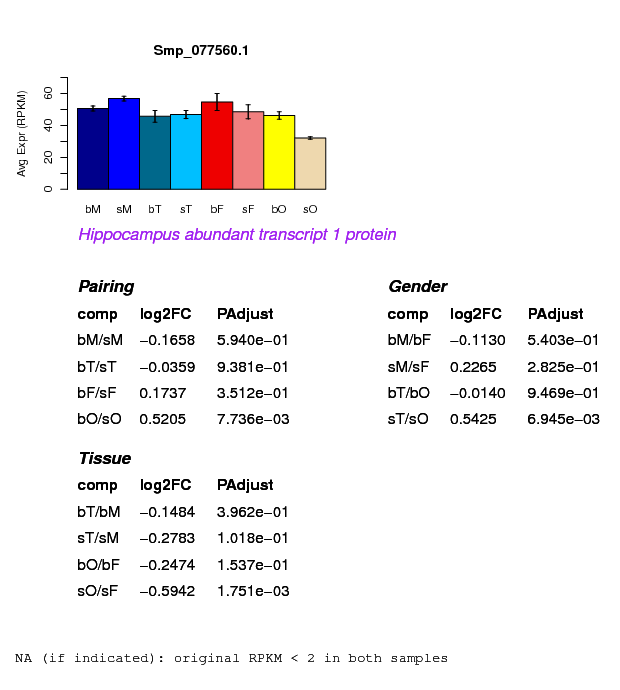 Smp_077560.1
Avg Expr (RPKM)
0 20 40 60
bM sM bT sT bF sF bO sO
Hippocampus abundant transcript 1 protein
Pairing
comp log2FC PAdjust
bM/sM −0.1658 5.940e−01
bT/sT −0.0359 9.381e−01
bF/sF 0.1737 3.512e−01
bO/sO 0.5205 7.736e−03
Gender
comp log2FC PAdjust
bM/bF −0.1130 5.403e−01
sM/sF 0.2265 2.825e−01
bT/bO −0.0140 9.469e−01
sT/sO 0.5425 6.945e−03
Tissue
comp log2FC PAdjust
bT/bM −0.1484 3.962e−01
sT/sM −0.2783 1.018e−01
bO/bF −0.2474 1.537e−01
sO/sF −0.5942 1.751e−03
NA (if indicated): original RPKM < 2 in both samples